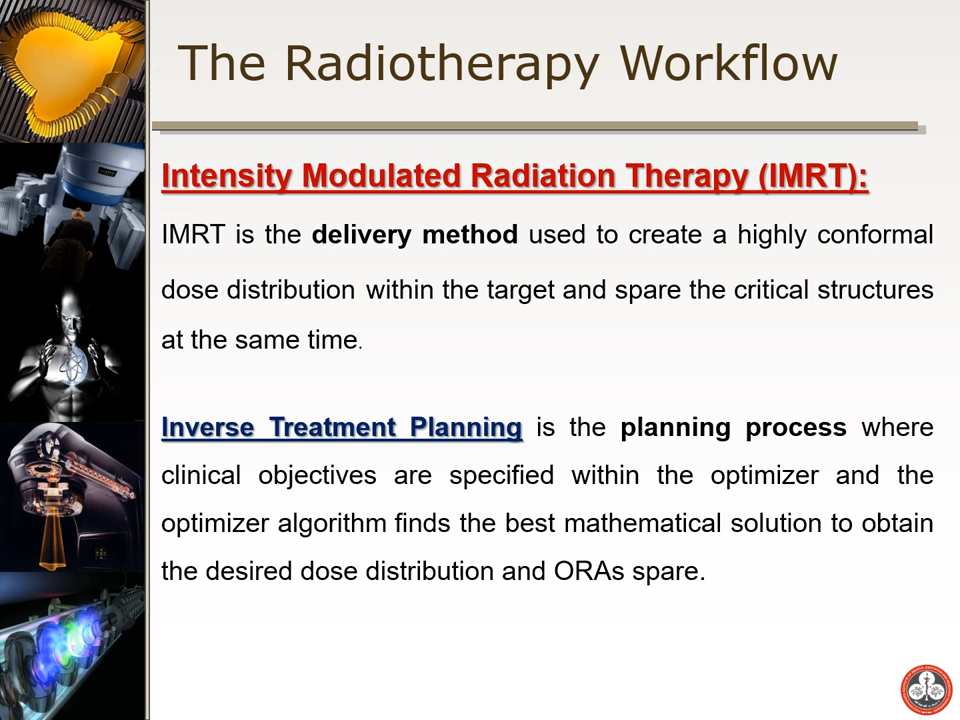 The Radiotherapy Workflow
Intensity Modulated Radiation Therapy (IMRT):
IMRT is the delivery method used to create a highly conformal
dose distribution within the target and spare the critical structures
at the same time.
Inverse Treatment Planning is the planning process where
clinical objectives are specified within the optimizer and the
optimizer algorithm finds the best mathematical solution to obtain
the desired dose distribution and ORAs spare.